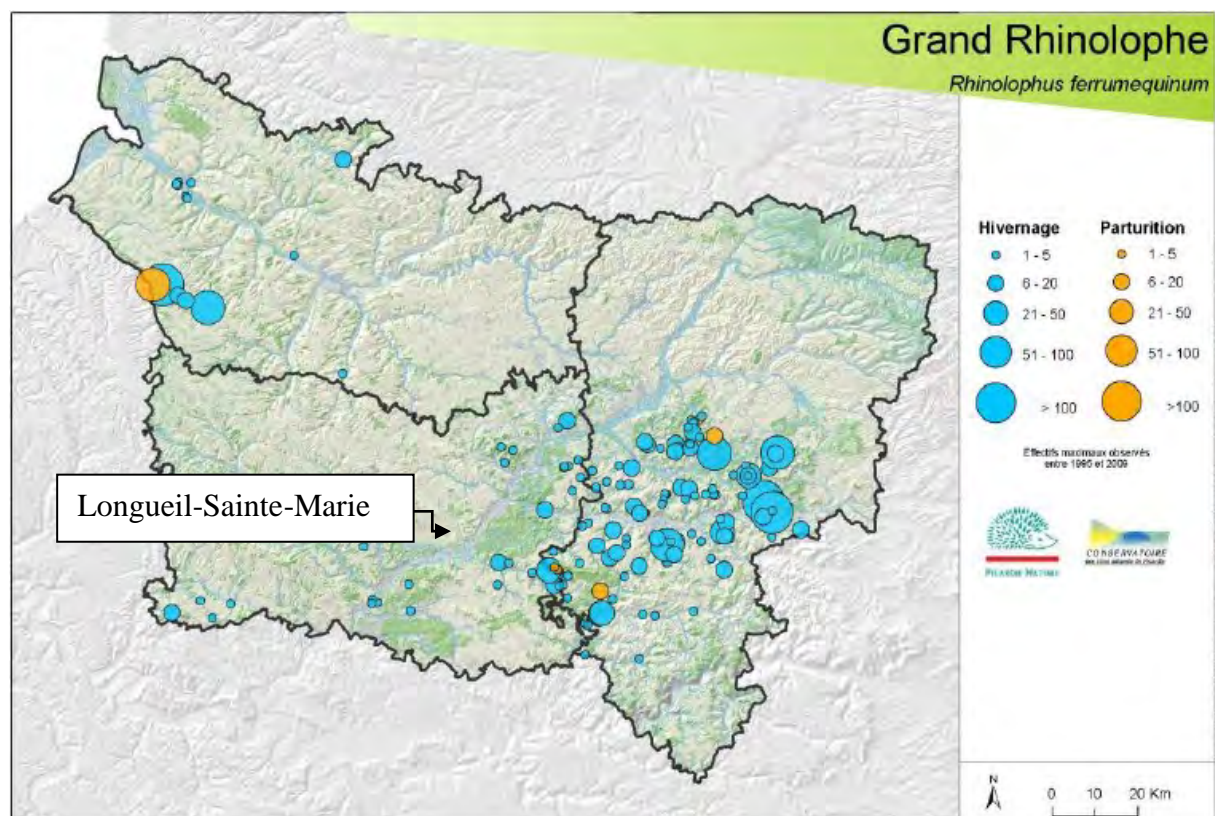 Grand Rhinolophe
Rhinolophus ferrumequinum
Hivernage
Parturition
1 - 5
1 - 5
6 - 20
6 - 20
21 - 50
21 - 50
51 - 100
51 - 100
> 100
>100
Effectifs maximaux observés
entre 1995 et 2009
Longueil-Sainte-Marie
PICARDIE NATURE
CONSERVATOIRE
N
0 10 20 Km